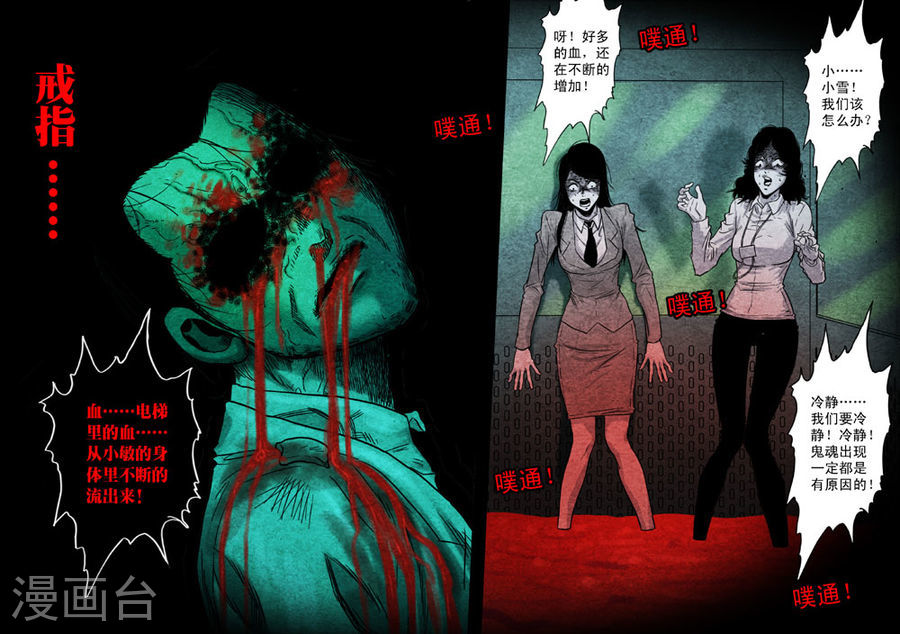 戒指……
血……电梯
里的血……
从小敏的身
体里不断的
流出来！
漫画台
噗通！
噗通！
呀！好多
的血，还
在不断的
增加！
小……
小雪！
我们该
怎么办？
噗通！
噗通！
冷静……
我们要冷
静！冷静！
鬼魂出现
一定都是
有原因的！
噗通！